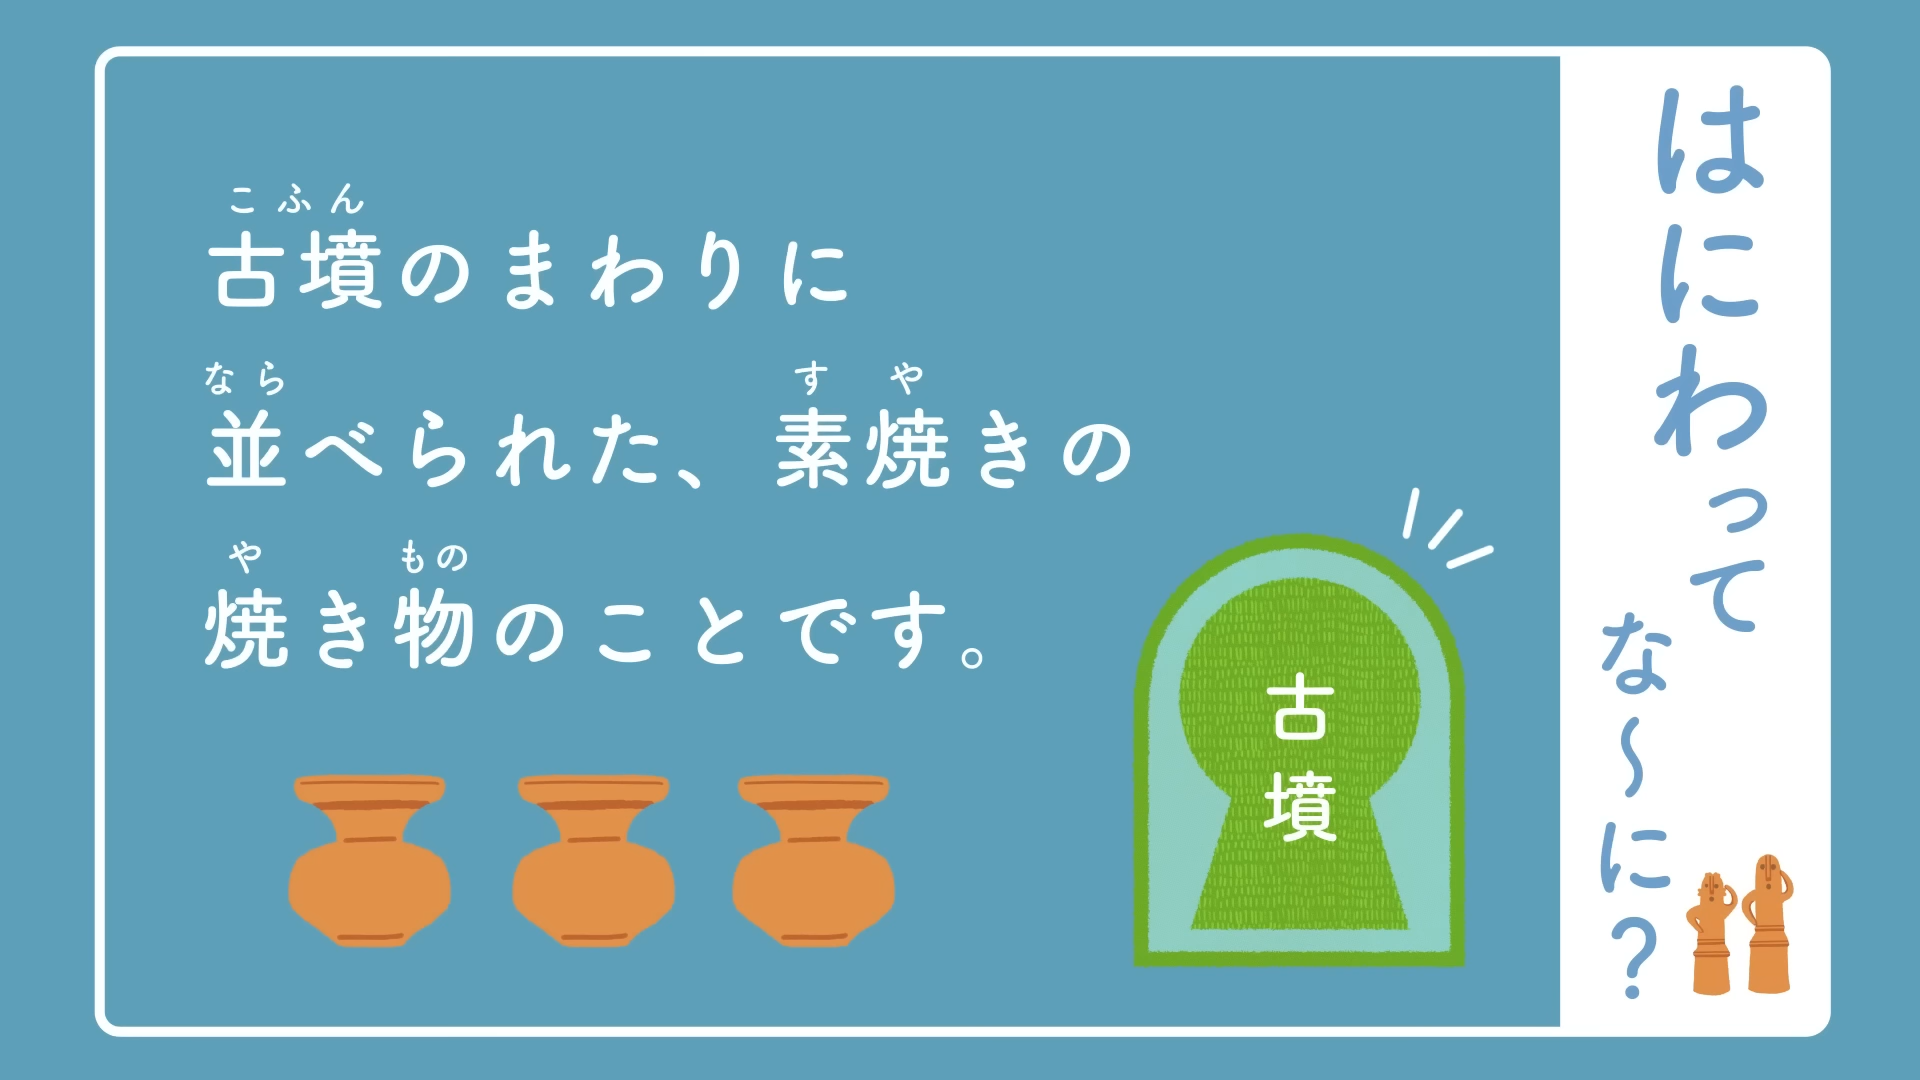 はにわって
な〜に?
こふん
古墳のまわりに
なら すや
並べられた、素焼きの
や もの
焼き物のことです。
古墳